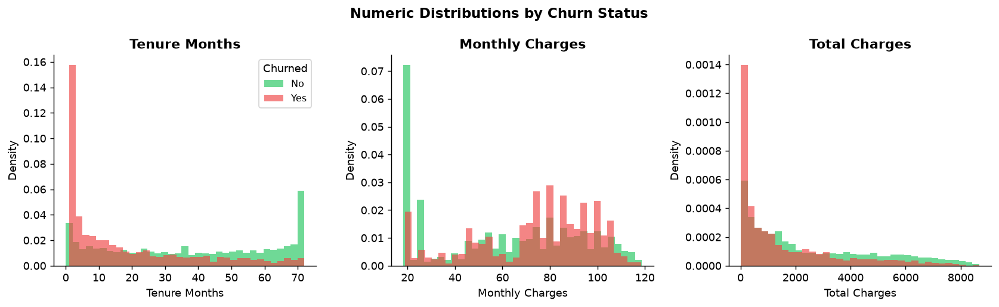 Numeric Distributions by Churn Status
Tenure Months
Density
0.16
0.14
0.12
0.10
0.08
0.06
0.04
0.02
0.00
0 10 20 30 40 50 60 70
Tenure Months
Churned
No
Yes
Monthly Charges
Density
0.07
0.06
0.05
0.04
0.03
0.02
0.01
0.00
20 40 60 80 100 120
Monthly Charges
Total Charges
Density
0.0014
0.0012
0.0010
0.0008
0.0006
0.0004
0.0002
0.0000
0 2000 4000 6000 8000
Total Charges